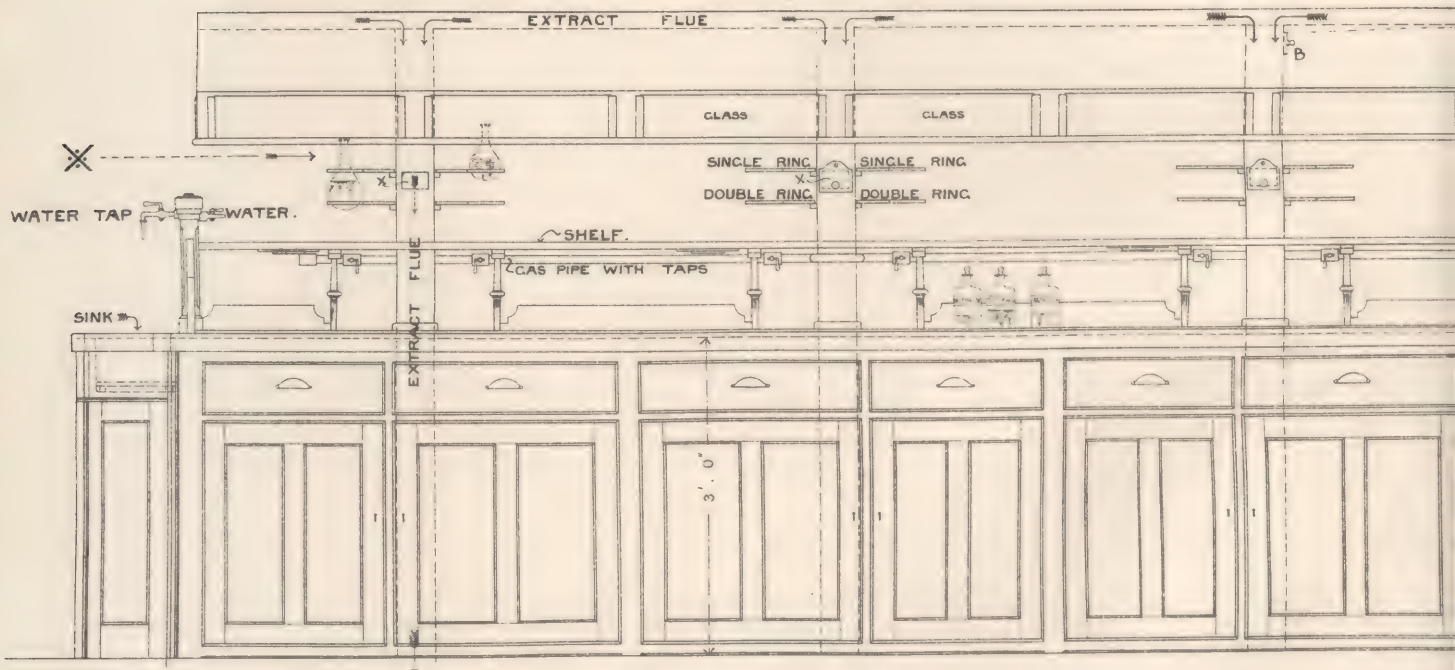 EXTRACT FLUE
B
GLASS GLASS
SINGLE RING SINGLE RING
X X
DOUBLE RING DOUBLE RING
WATER TAP WATER.
SHELF.
GAS PIPE WITH TAPS
SINK
EXTRACT FLUE
3'. 0"